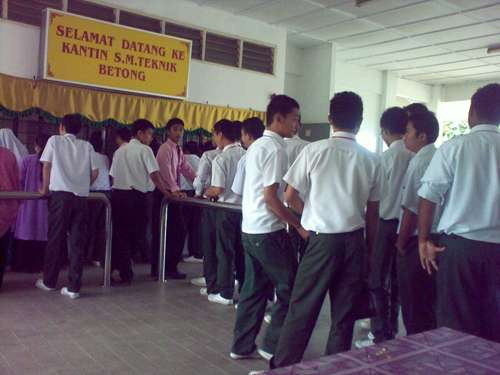 SELAMAT DATANG KE
KANTIN S.M.TEKNIK
BETONG